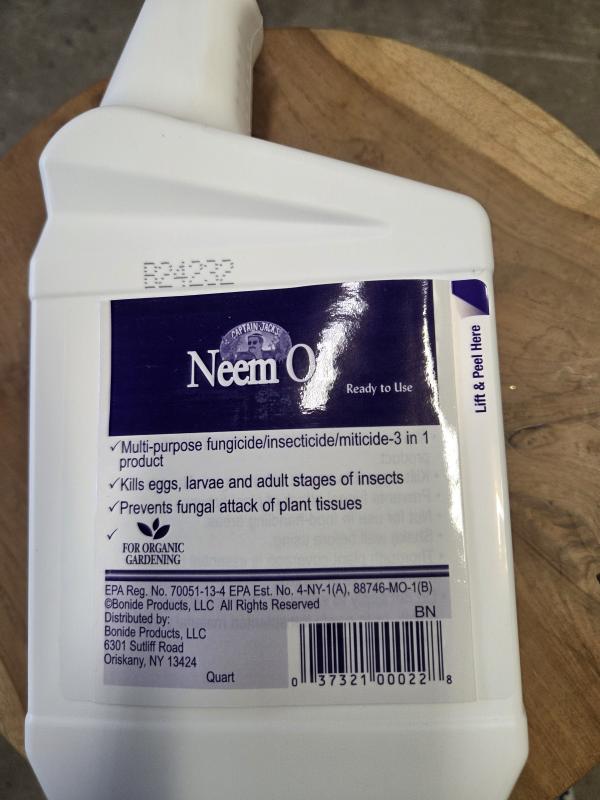 B24232
CAPTAIN JACK'S
Neem O
Ready to Use
Lift & Peel Here
✓Multi-purpose fungicide/insecticide/miticide-3 in 1
product
✓Kills eggs, larvae and adult stages of insects
✓Prevents fungal attack of plant tissues
✓
FOR ORGANIC
GARDENING
EPA Reg. No. 70051-13-4 EPA Est. No. 4-NY-1(A), 88746-MO-1(B)
©Bonide Products, LLC All Rights Reserved
Distributed by:
Bonide Products, LLC
6301 Sutliff Road
Oriskany, NY 13424
Quart
BN
0 37321 00022 8